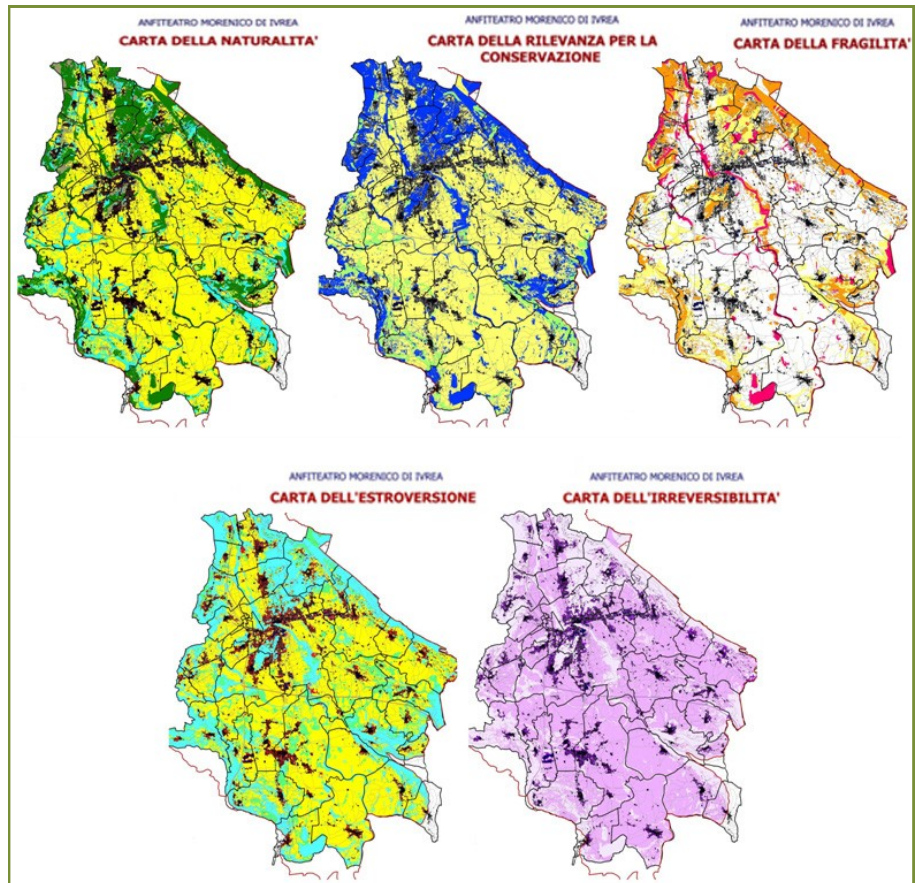 ANFITEATRO MORENICO DI IVREA
CARTA DELLA NATURALITA'
ANFITEATRO MORENICO DI IVREA
CARTA DELLA RILEVANZA PER LA
CONSERVAZIONE
ANFITEATRO MORENICO DI IVREA
CARTA DELLA FRAGILITA'
ANFITEATRO MORENICO DI IVREA
CARTA DELL'ESTROVERSIONE
ANFITEATRO MORENICO DI IVREA
CARTA DELL'IRREVERSIBILITA'